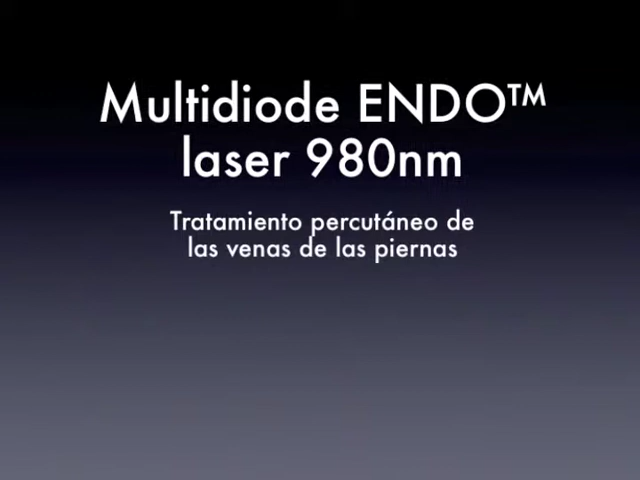 Multidiode ENDO™
laser 980nm
Tratamiento percutáneo de
las venas de las piernas